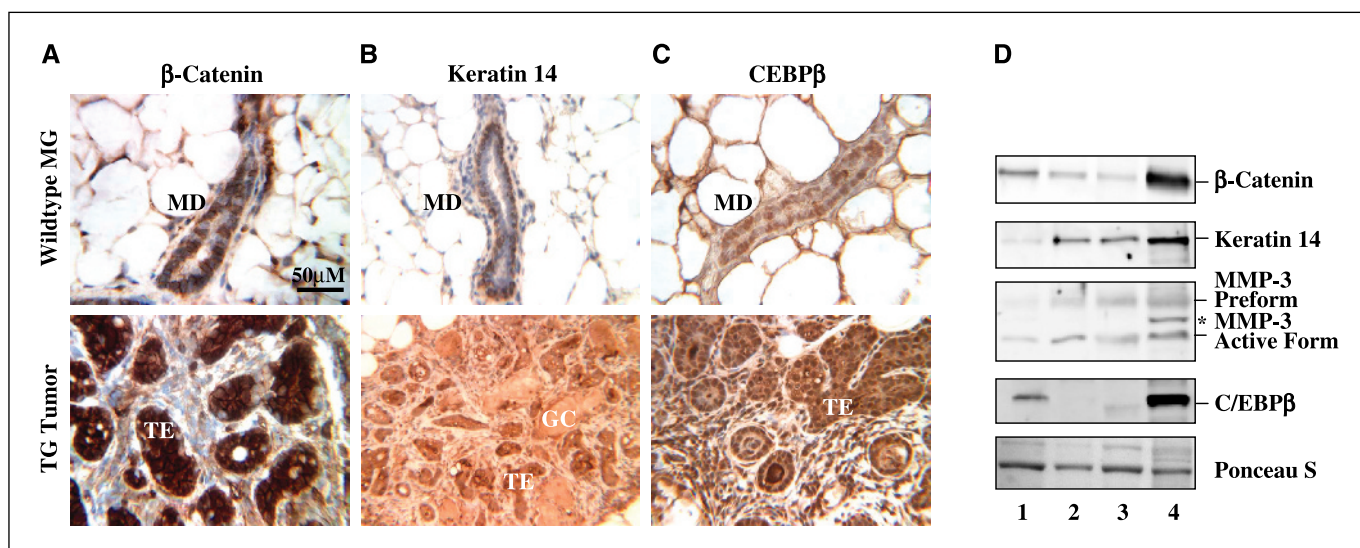 A
β-Catenin
B
Keratin 14
C
CEBPβ
D
Wildtype MG
MD
50µM
MD
MD
TG Tumor
TE
GC
TE
TE
β-Catenin
Keratin 14
MMP-3
Preform
* MMP-3
Active Form
C/EBPβ
Ponceau S
1 2 3 4